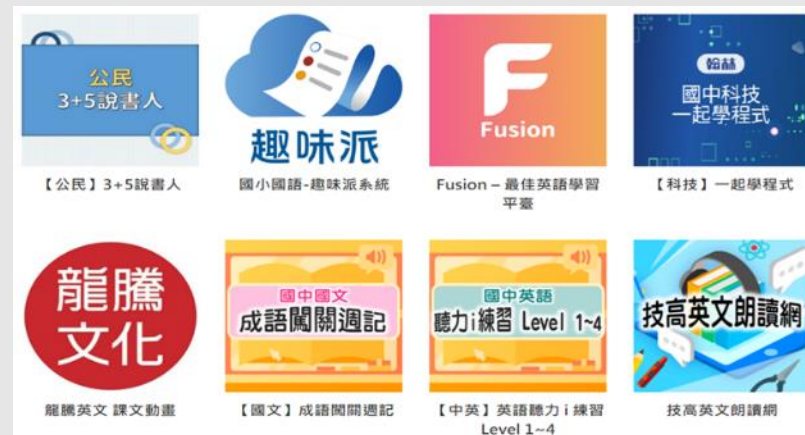 公民
3+5說書人
【公民】3+5說書人
趣味派
國小國語-趣味派系統
F
Fusion
Fusion – 最佳英語學習
平臺
翰林
國中科技
一起學程式
【科技】一起學程式
龍騰
文化
龍騰英文 課文動畫
國中國文
成語闖關週記
【國文】成語闖關週記
國中英語
聽力i練習 Level 1~4
【中英】英語聽力 i 練習
Level 1~4
技高英文朗讀網
技高英文朗讀網